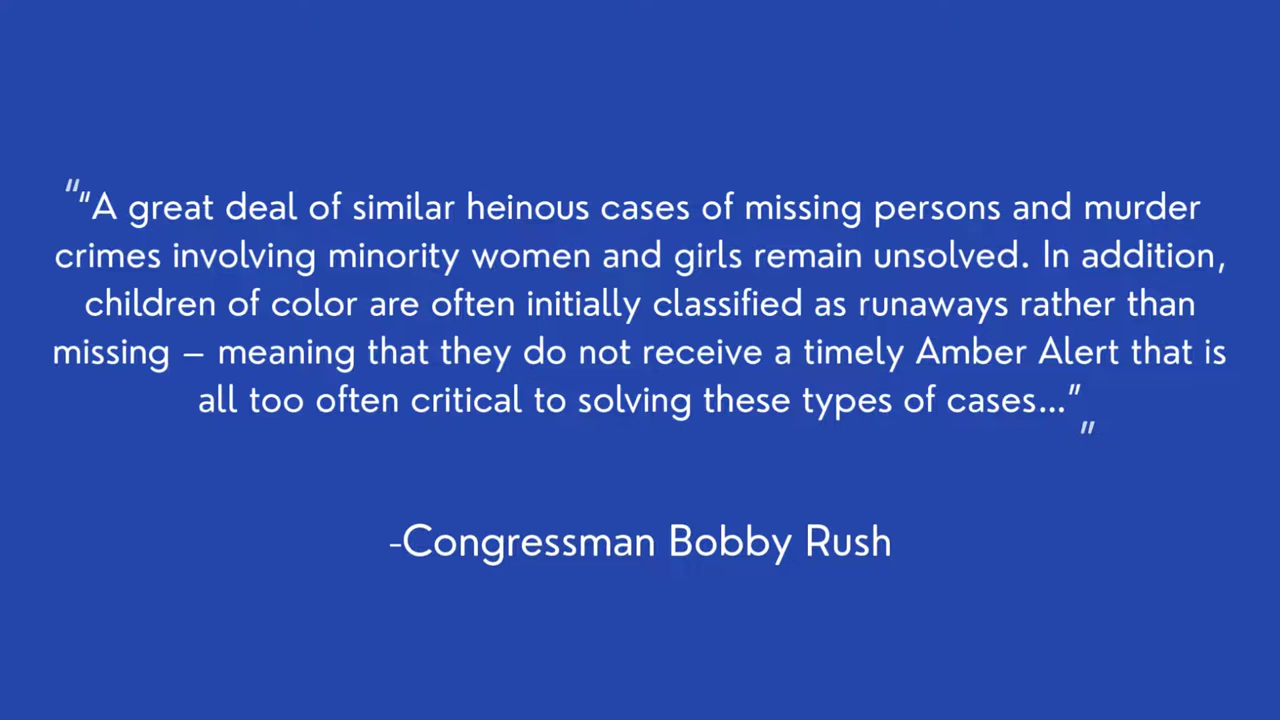 "“A great deal of similar heinous cases of missing persons and murder
crimes involving minority women and girls remain unsolved. In addition,
children of color are often initially classified as runaways rather than
missing – meaning that they do not receive a timely Amber Alert that is
all too often critical to solving these types of cases...”
"
-Congressman Bobby Rush